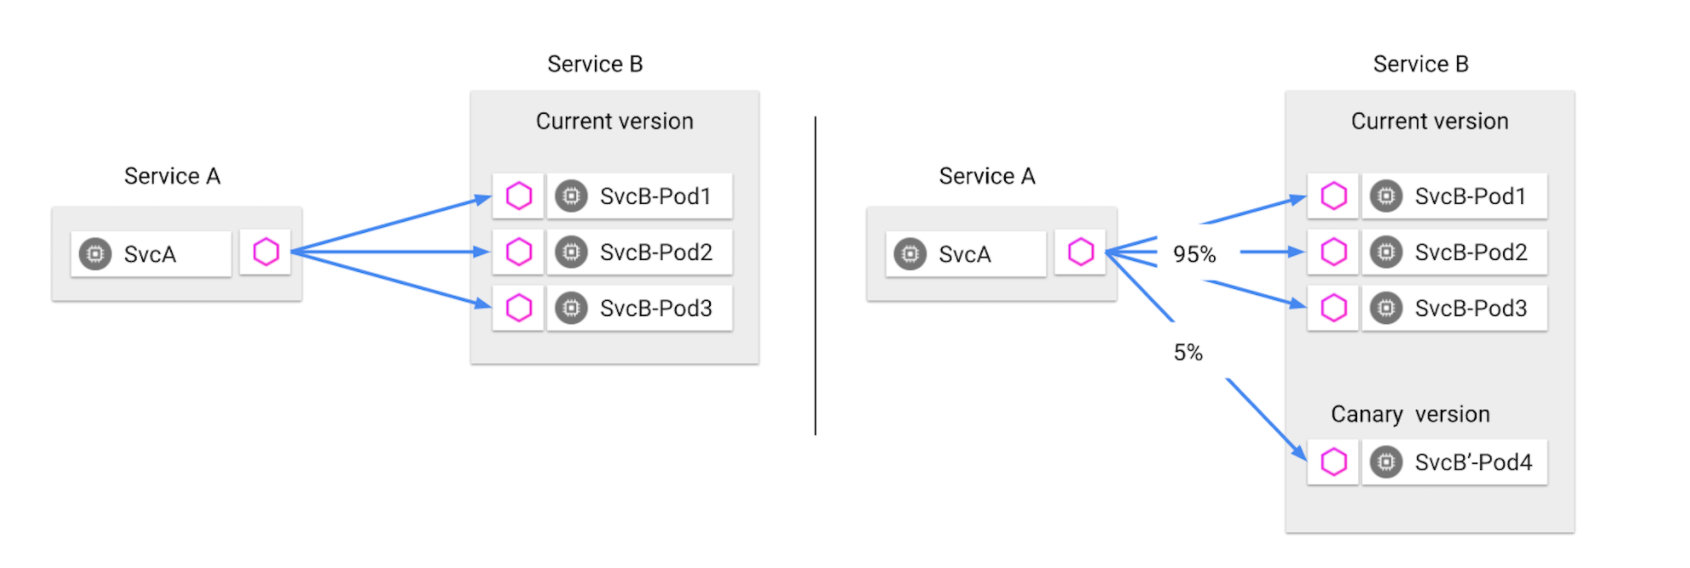 Service B
Current version
Service A
SvcA
SvcB-Pod1
SvcB-Pod2
SvcB-Pod3
Service B
Current version
Service A
SvcA
95%
5%
SvcB-Pod1
SvcB-Pod2
SvcB-Pod3
Canary version
SvcB’-Pod4